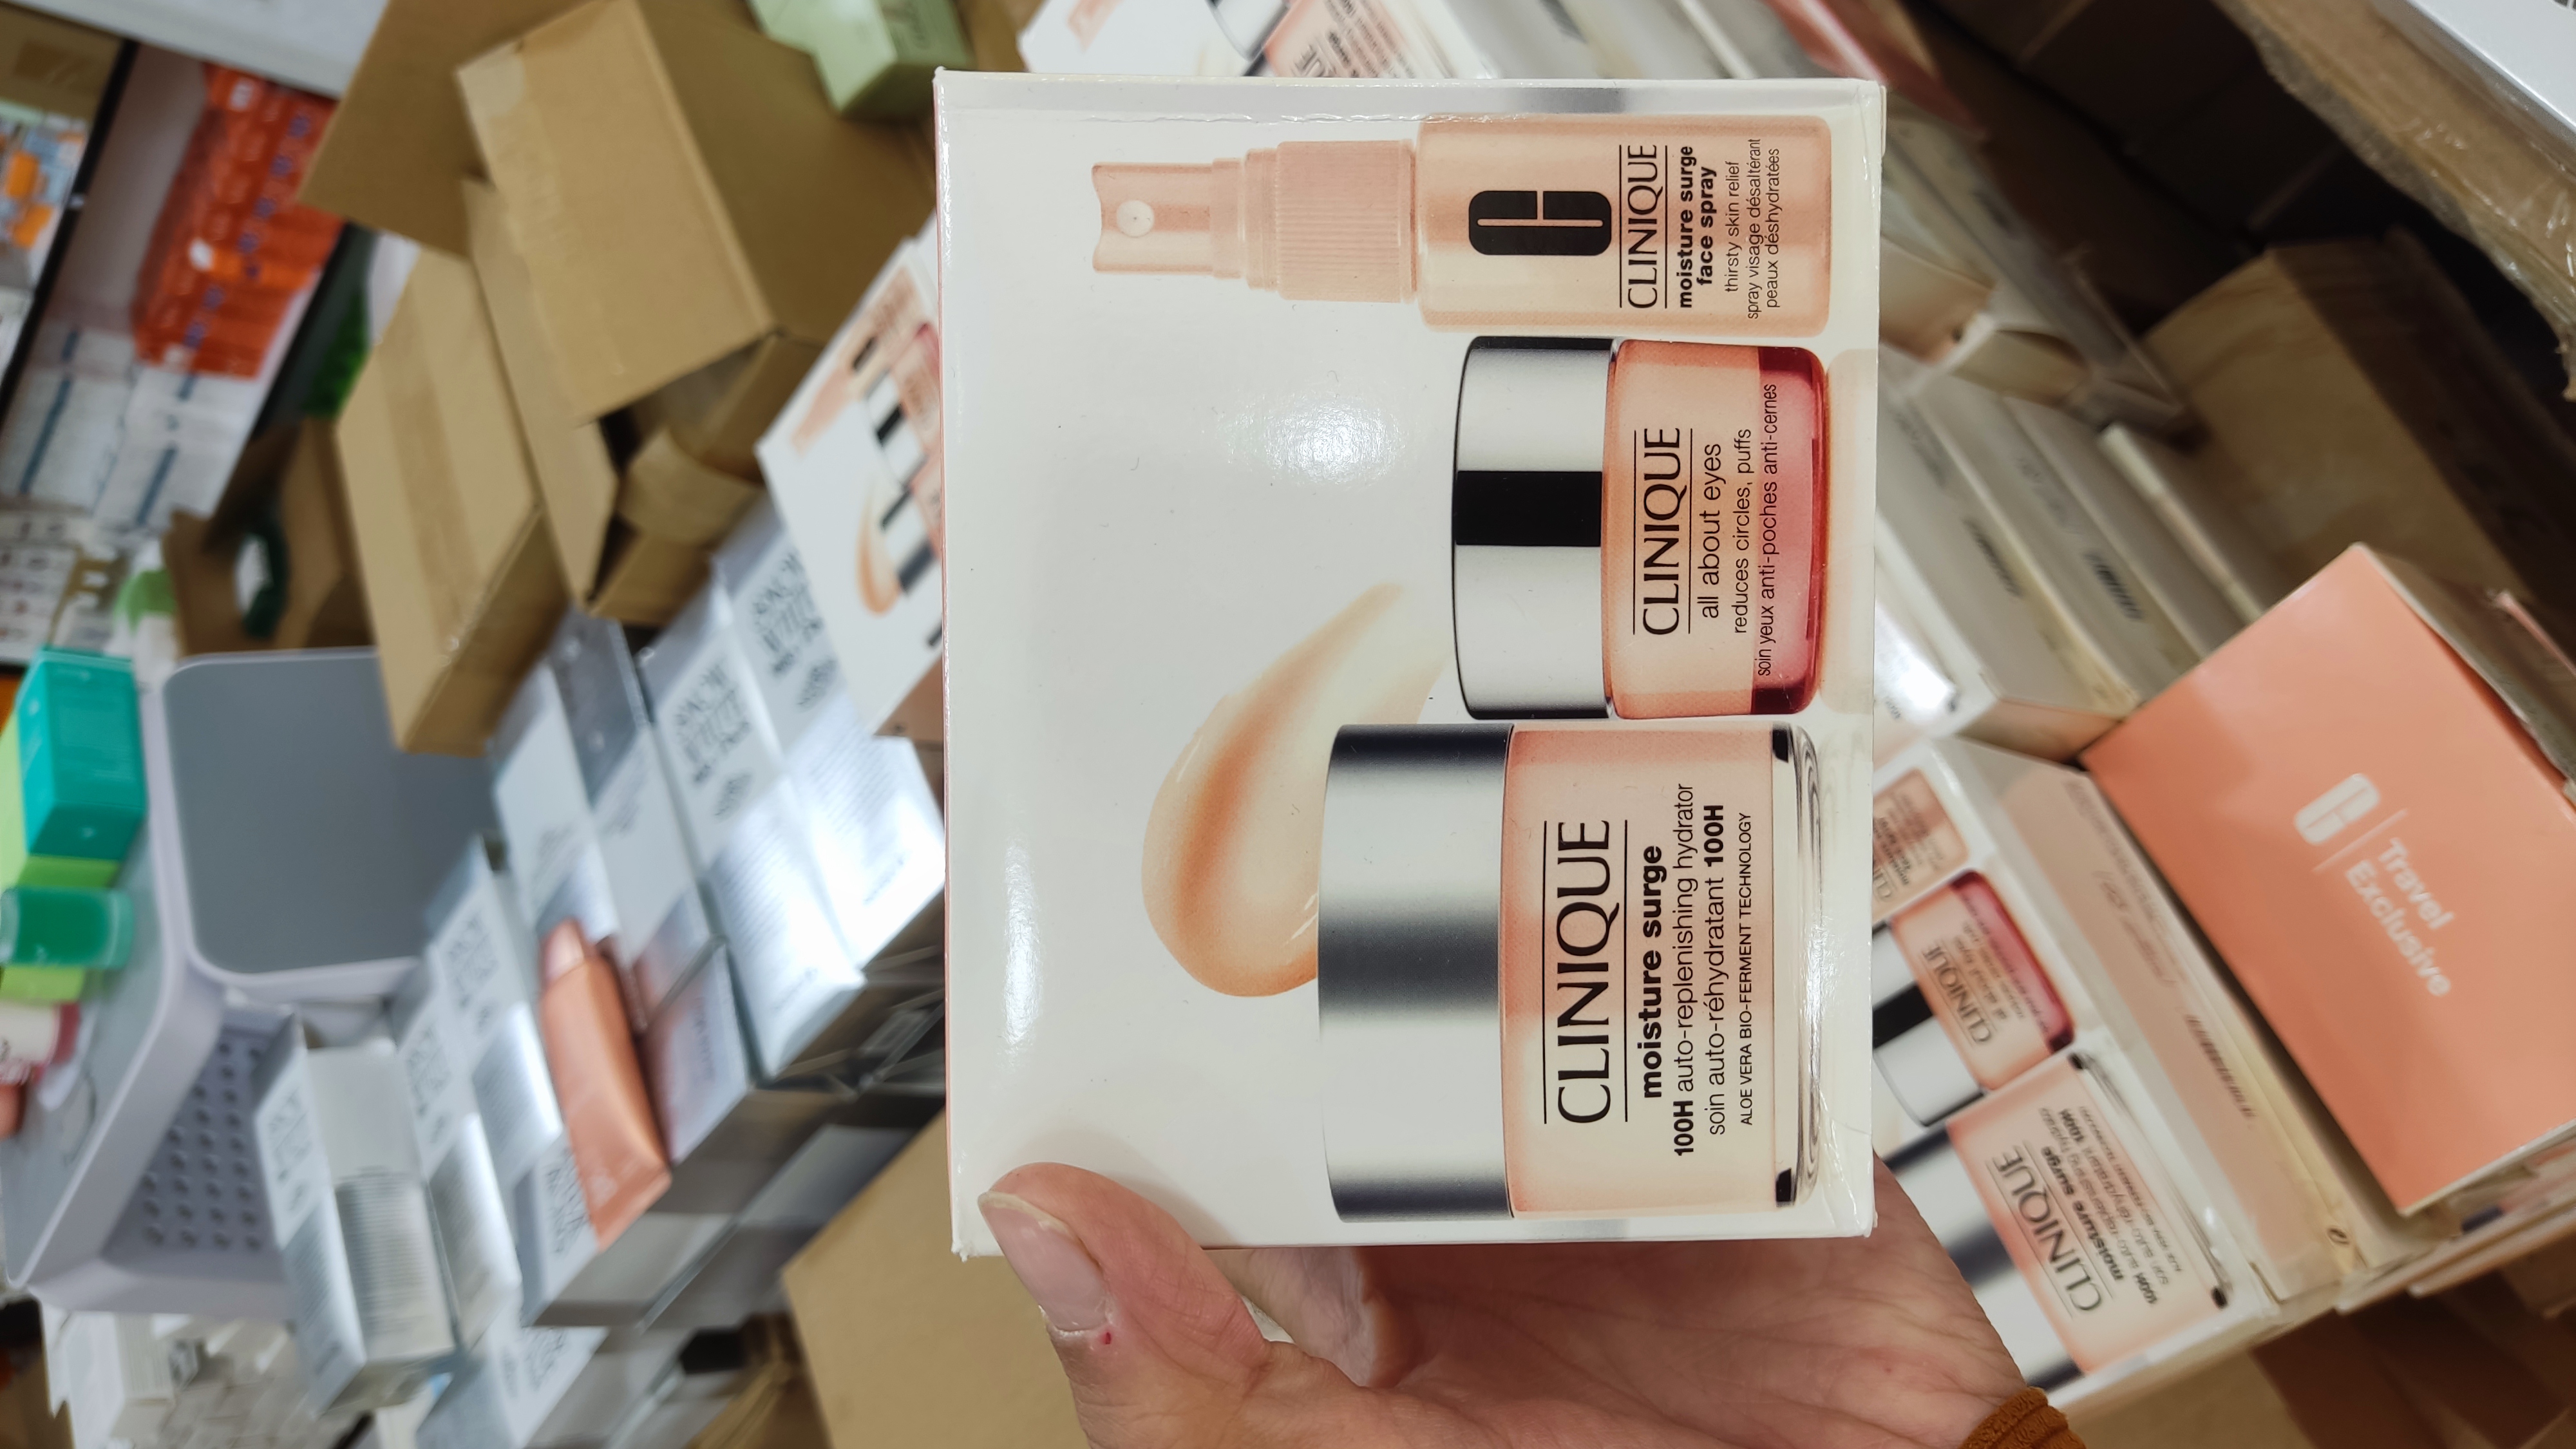 CLINIQUE
moisture surge
100H auto-replenishing hydrator
soin auto-réhydratant 100H
ALOE VERA BIO-FERMENT TECHNOLOGY
CLINIQUE
all about eyes
reduces circles, puffs
soin yeux anti-poches anti-cernes
C
CLINIQUE
moisture surge
face spray
thirsty skin relief
spray visage désaltérant
peaux déshydratées
C
Travel
Exclusive
CLINIQUE
moisture surge
CLINIQUE